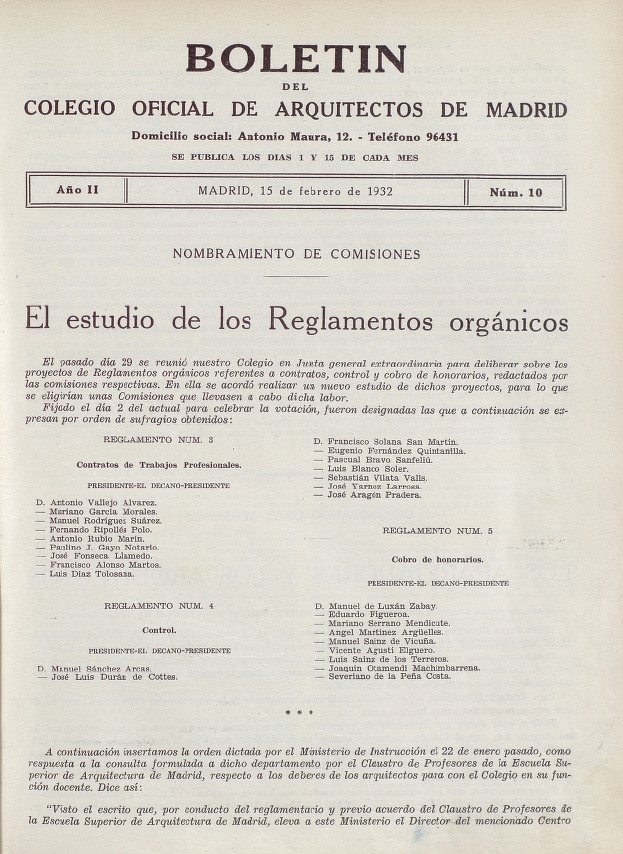 BOLETIN
DEL
COLEGIO OFICIAL DE ARQUITECTOS DE MADRID
Domicilio social: Antonio Maura, 12. - Teléfono 96431
SE PUBLICA LOS DIAS 1 Y 15 DE CADA MES
Año II
MADRID, 15 de febrero de 1932
Núm. 10
NOMBRAMIENTO DE COMISIONES
El estudio de los Reglamentos orgánicos
El pasado día 29 se reunió nuestro Colegio en Junta general extraordinaria para deliberar sobre los
proyectos de Reglamentos orgánicos referentes a contratos, control y cobro de honorarios, redactados por
las comisiones respectivas. En ella se acordó realizar un nuevo estudio de dichos proyectos, para lo que
se eligirían unas Comisiones que llevasen a cabo dicha labor.
Fijado el día 2 del actual para celebrar la votación, fueron designadas las que a continuación se ex-
presan por orden de sufragios obtenidos:
REGLAMENTO NUM. 3
Contratos de Trabajos Profesionales.
PRESIDENTE-EL DECANO-PRESIDENTE
D. Antonio Vallejo Alvarez.
— Mariano García Morales.
— Manuel Rodríguez Suárez.
— Fernando Ripollés Polo.
— Antonio Rubio Marín.
— Paulino J. Gayo Notario.
— José Fonseca Llamedo.
— Francisco Alonso Martos.
— Luis Díaz Tolosana.
REGLAMENTO NUM. 4
Control.
PRESIDENTE-EL DECANO-PRESIDENTE
D. Manuel Sánchez Arcas.
— José Luis Durán de Cottes.
D. Francisco Solana San Martín.
— Eugenio Fernández Quintanilla.
— Pascual Bravo Sanfeliú.
— Luis Blanco Soler.
— Sebastián Vilata Valls.
— José Yarnoz Larrosa.
— José Aragón Pradera.
REGLAMENTO NUM. 5
Cobro de honorarios.
PRESIDENTE-EL DECANO-PRESIDENTE
D. Manuel de Luxán Zabay.
— Eduardo Figueroa.
— Mariano Serrano Mendicute.
— Angel Martínez Argüelles.
— Manuel Sainz de Vicuña.
— Vicente Agustí Elguero.
— Luis Sainz de los Terreros.
— Joaquín Otamendi Machimbarrena.
— Severiano de la Peña Costa.
* * *
A continuación insertamos la orden dictada por el Ministerio de Instrucción el 22 de enero pasado, como
respuesta a la consulta formulada a dicho departamento por el Claustro de Profesores de la Escuela Su-
perior de Arquitectura de Madrid, respecto a los deberes de los arquitectos para con el Colegio en su fun-
ción docente. Dice así:
"Visto el escrito que, por conducto del reglamentario y previo acuerdo del Claustro de Profesores de
la Escuela Superior de Arquitectura de Madrid, eleva a este Ministerio el Director del mencionado Centro